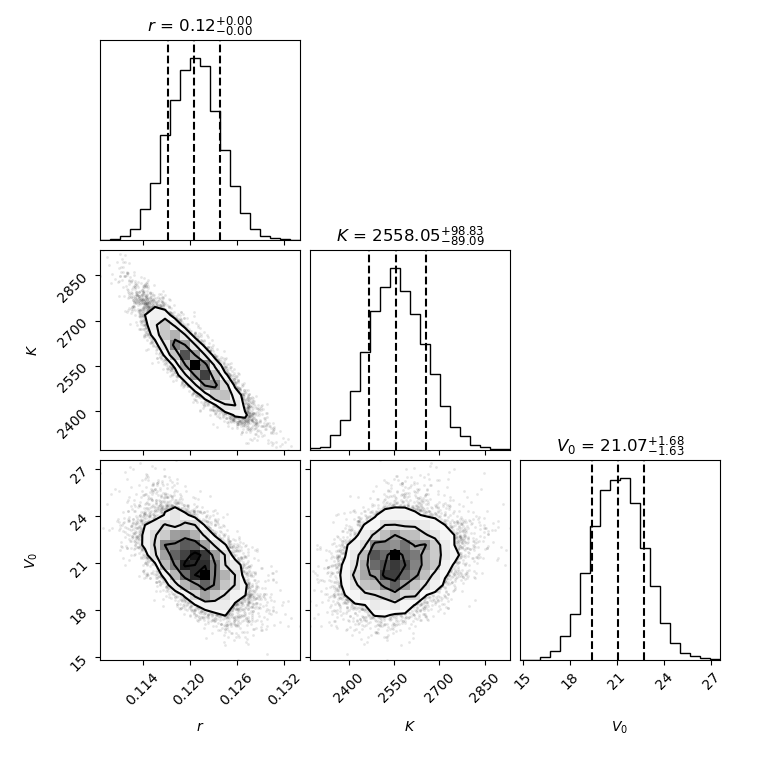 r = 0.12+0.00−0.00
K = 2558.05+98.83−89.09
2850
2700
2550
2400
K
V0 = 21.07+1.68−1.63
27
24
21
18
15
V0
0.114 0.120 0.126 0.132
2400 2550 2700 2850
15 18 21 24 27
r K V0